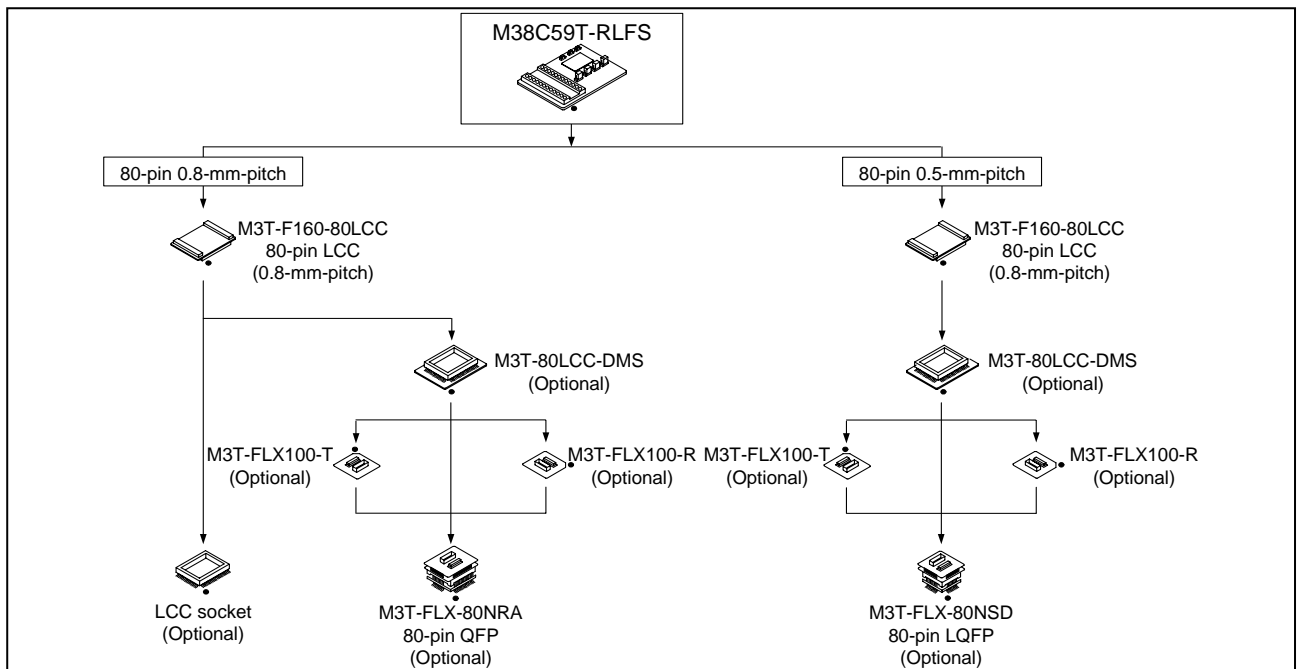 M38C59T-RLFS
80-pin 0.8-mm-pitch
80-pin 0.5-mm-pitch
M3T-F160-80LCC
80-pin LCC
(0.8-mm-pitch)
M3T-F160-80LCC
80-pin LCC
(0.8-mm-pitch)
M3T-80LCC-DMS
(Optional)
M3T-80LCC-DMS
(Optional)
M3T-FLX100-T
(Optional)
M3T-FLX100-R
(Optional)
M3T-FLX100-T
(Optional)
M3T-FLX100-R
(Optional)
LCC socket
(Optional)
M3T-FLX-80NRA
80-pin QFP
(Optional)
M3T-FLX-80NSD
80-pin LQFP
(Optional)